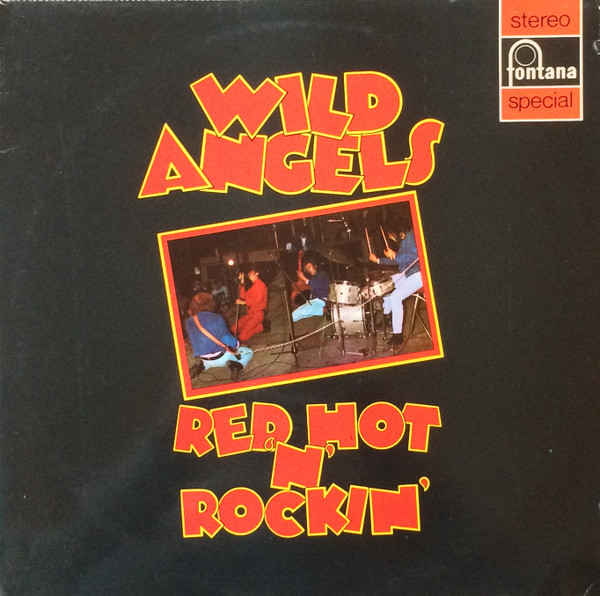 stereo
fontana
special
WILD
ANGELS
RED HOT
'N'
ROCKIN'